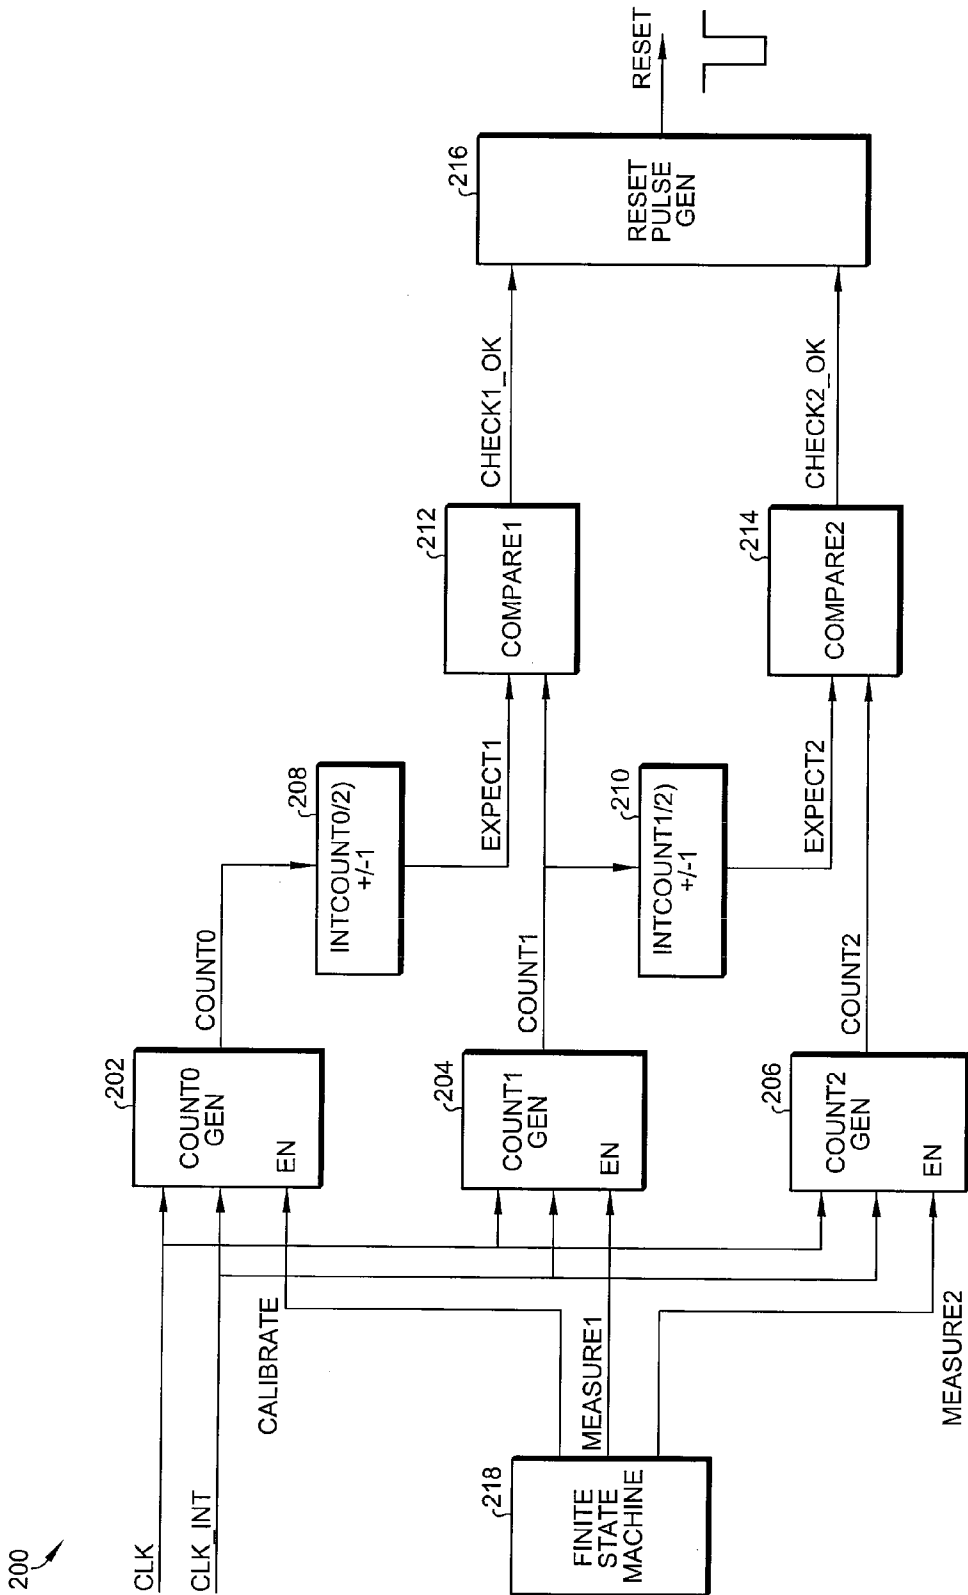 200
CLK
CLK_INT
CALIBRATE
218
FINITE
STATE
MACHINE
MEASURE1
MEASURE2
202
COUNT0
GEN
EN
204
COUNT1
GEN
EN
206
COUNT2
GEN
EN
COUNT0
208
INTCOUNT0/2)
+/-1
COUNT1
EXPECT1
210
INTCOUNT1/2)
+/-1
COUNT2
EXPECT2
212
COMPARE1
CHECK1_OK
214
COMPARE2
CHECK2_OK
216
RESET
PULSE
GEN
RESET